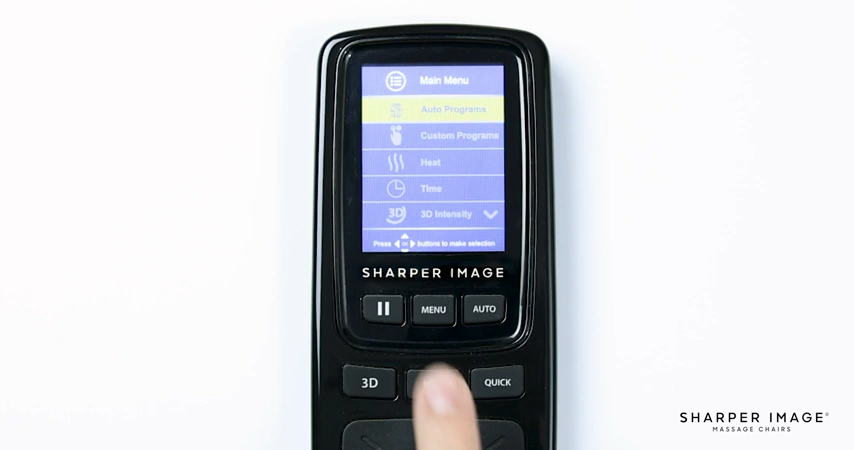 Main Menu
Auto Programs
Custom Programs
Heat
Time
3D 3D Intensity
Press OK buttons to make selection
SHARPER IMAGE
MENU AUTO
3D QUICK
SHARPER IMAGE®
MASSAGE CHAIRS